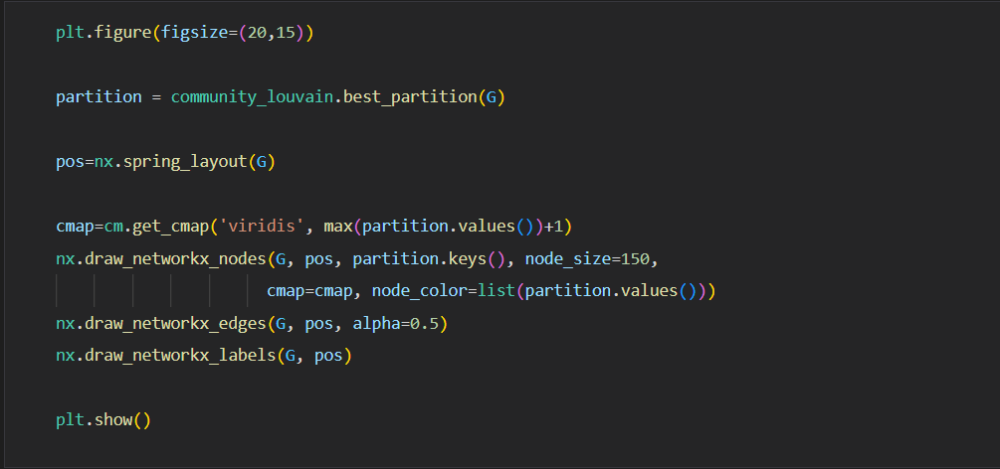 plt.figure(figsize=(20,15))
partition = community_louvain.best_partition(G)
pos=nx.spring_layout(G)
cmap=cm.get_cmap('viridis', max(partition.values())+1)
nx.draw_networkx_nodes(G, pos, partition.keys(), node_size=150,
cmap=cmap, node_color=list(partition.values()))
nx.draw_networkx_edges(G, pos, alpha=0.5)
nx.draw_networkx_labels(G, pos)
plt.show()